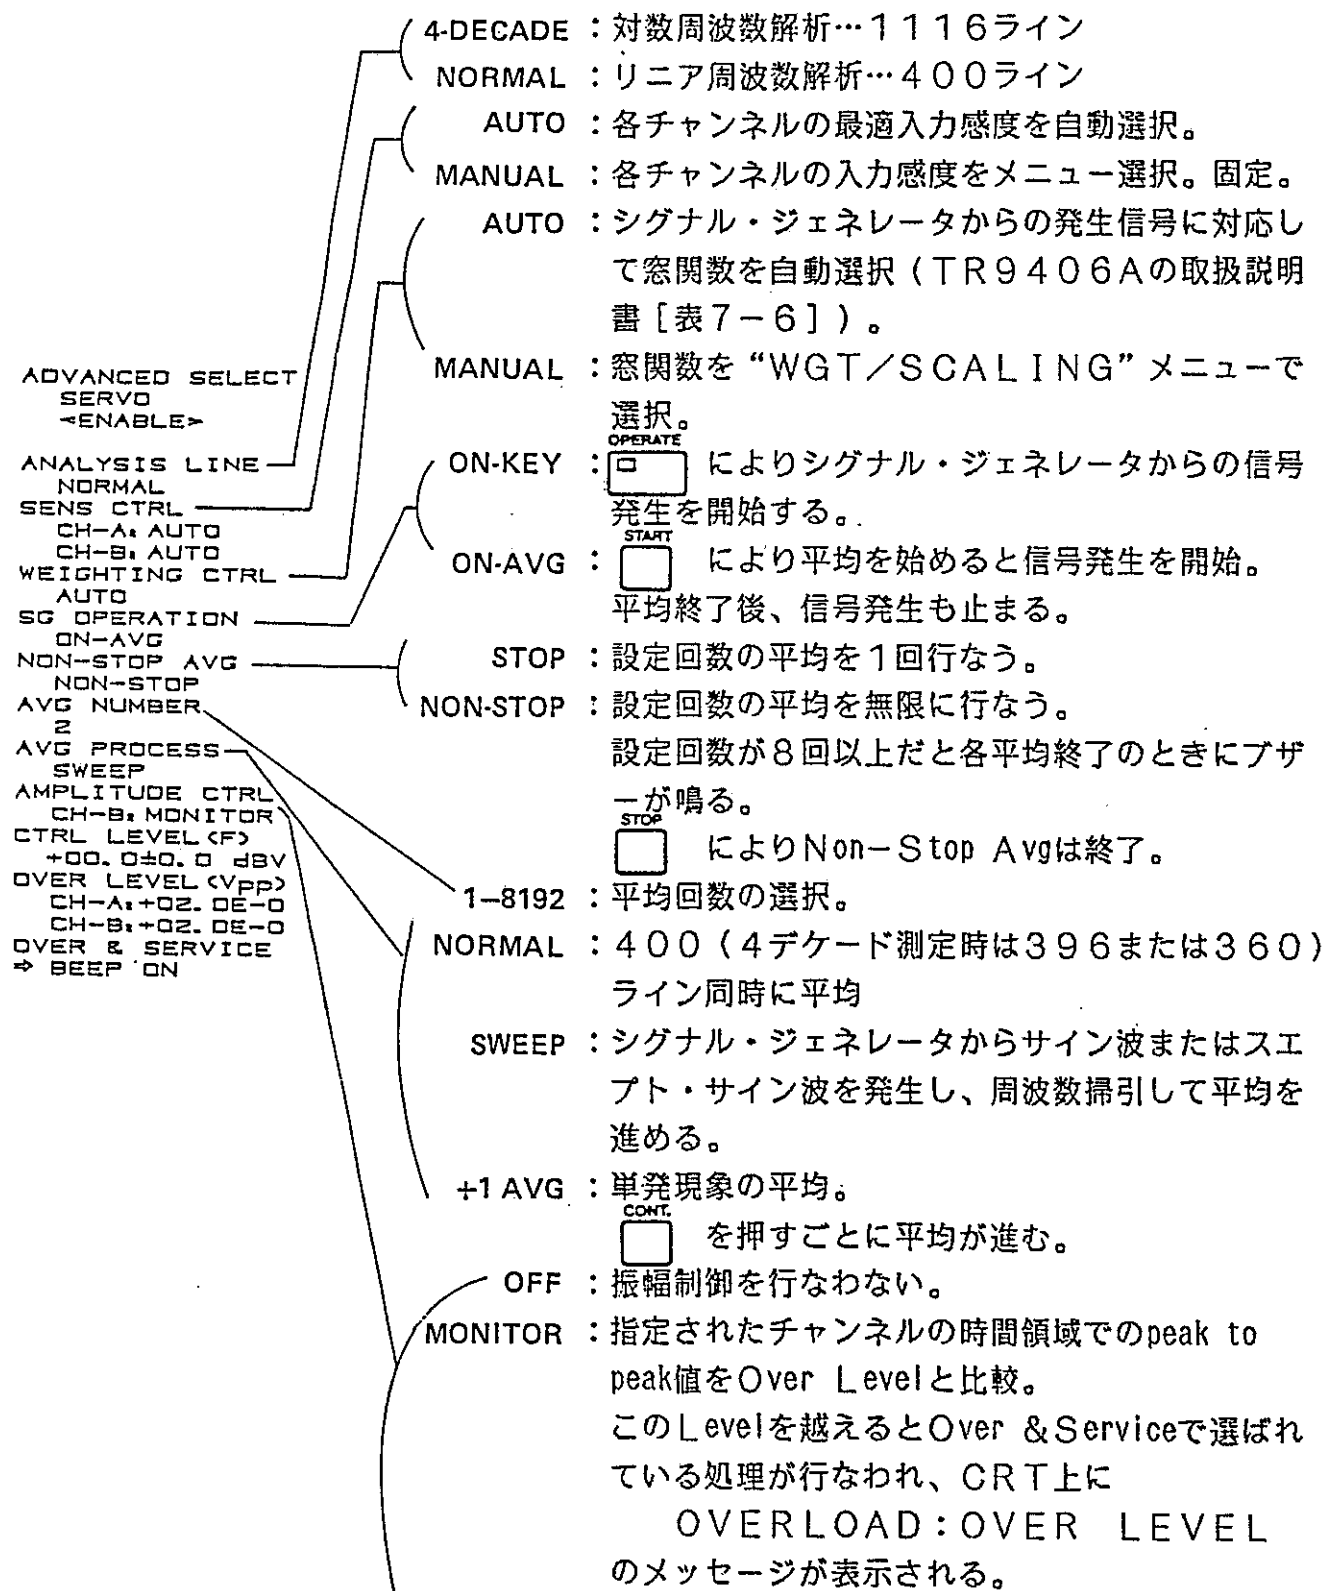 4-DECADE : 対数周波数解析…1116ライン
NORMAL : リニア周波数解析…400ライン
AUTO : 各チャンネルの最適入力感度を自動選択。
MANUAL : 各チャンネルの入力感度をメニュー選択。固定。
AUTO : シグナル・ジェネレータからの発生信号に対応し
て窓関数を自動選択(TR9406Aの取扱説明
書[表7-6])。
MANUAL : 窓関数を“WGT/SCALING”メニューで
選択。
ADVANCED SELECT
SERVO
<ENABLE>
ANALYSIS LINE
NORMAL
SENS CTRL
CH-A: AUTO
CH-B: AUTO
WEIGHTING CTRL
AUTO
SG OPERATION
ON-AVG
NON-STOP AVG
NON-STOP
AVG NUMBER
2
AVG PROCESS
SWEEP
AMPLITUDE CTRL
CH-B: MONITOR
CTRL LEVEL(F)
+00.0±0.0 dBV
OVER LEVEL(Vpp)
CH-A:+02.0E-0
CH-B:+02.0E-0
OVER & SERVICE
⇒ BEEP ON
OPERATE
ON-KEY : によりシグナル・ジェネレータからの信号
発生を開始する。
START
ON-AVG : により平均を始めると信号発生を開始。
平均終了後、信号発生も止まる。
STOP : 設定回数の平均を1回行なう。
NON-STOP : 設定回数の平均を無限に行なう。
設定回数が8回以上だと各平均終了のときにブザ
ーが鳴る。
STOP
によりNon-Stop Avgは終了。
1-8192 : 平均回数の選択。
NORMAL : 400(4デケード測定時は396または360)
ライン同時に平均
SWEEP : シグナル・ジェネレータからサイン波またはスエ
プト・サイン波を発生し、周波数掃引して平均を
進める。
+1 AVG : 単発現象の平均。
CONT.
を押すごとに平均が進む。
OFF : 振幅制御を行なわない。
MONITOR : 指定されたチャンネルの時間領域でのpeak to
peak値をOver Levelと比較。
このLevelを越えるとOver &Serviceで選ばれ
ている処理が行なわれ、CRT上に
OVERLOAD:OVER LEVEL
のメッセージが表示される。